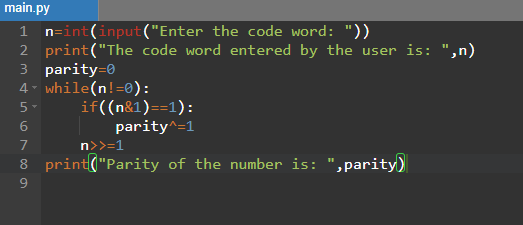 main.py
1 n=int(input("Enter the code word: "))
2 print("The code word entered by the user is: ",n)
3 parity=0
4 while(n!=0):
5     if((n&1)==1):
6         parity^=1
7     n>>=1
8 print("Parity of the number is: ",parity)
9